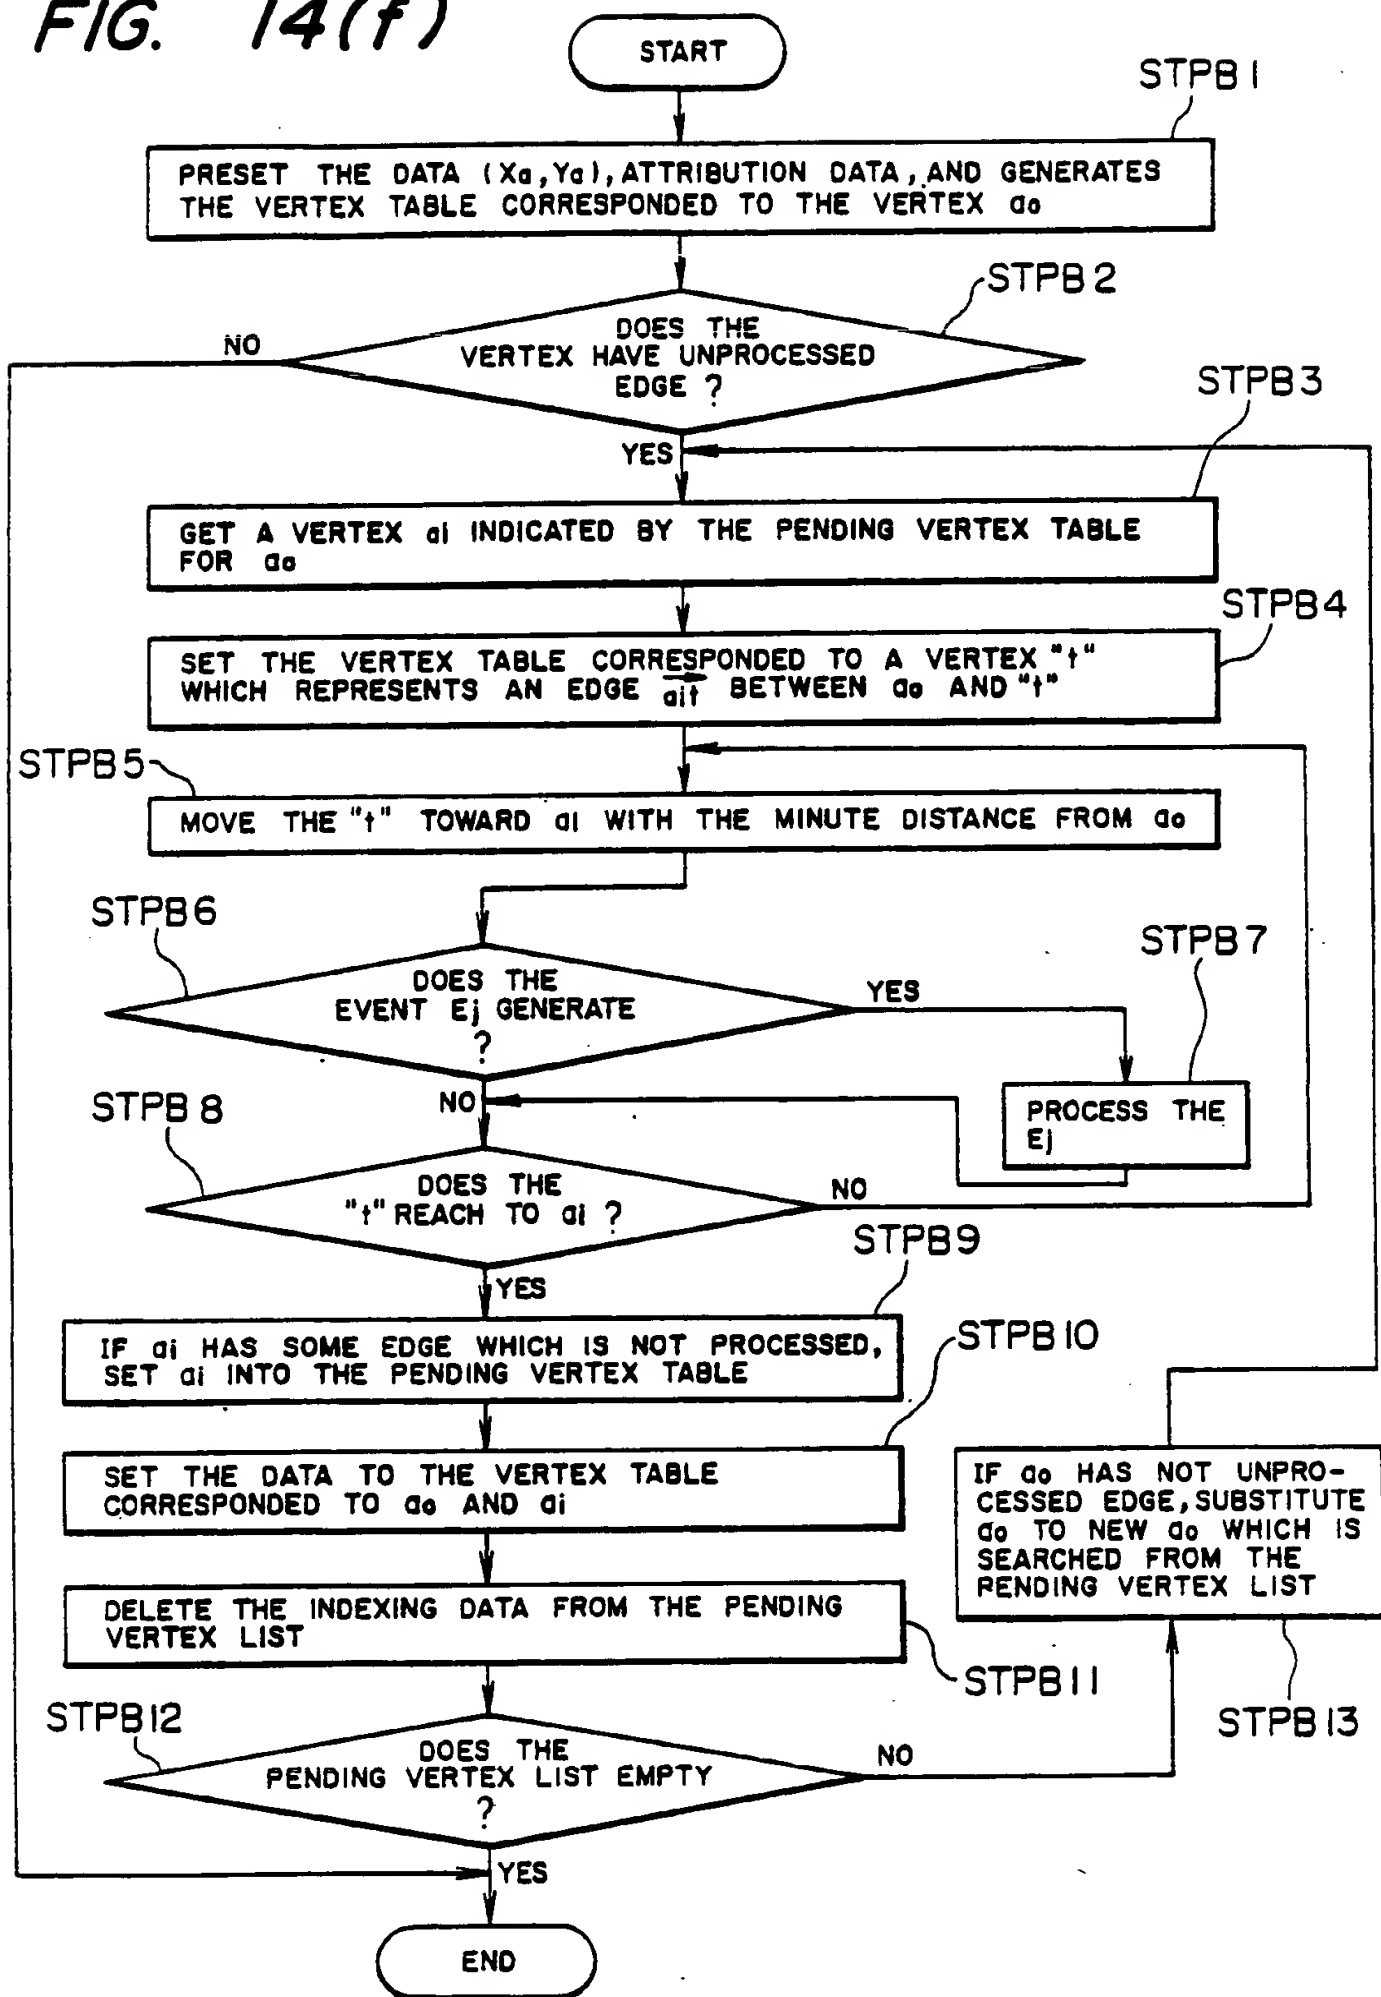 FIG. 14(f)
START
STPB1
PRESET THE DATA (Xa,Ya), ATTRIBUTION DATA, AND GENERATES
THE VERTEX TABLE CORRESPONDED TO THE VERTEX ao
STPB2
DOES THE
VERTEX HAVE UNPROCESSED
EDGE ?
NO
YES
STPB3
GET A VERTEX ai INDICATED BY THE PENDING VERTEX TABLE
FOR ao
STPB4
SET THE VERTEX TABLE CORRESPONDED TO A VERTEX "t"
WHICH REPRESENTS AN EDGE ait BETWEEN ao AND "t"
STPB5
MOVE THE "t" TOWARD ai WITH THE MINUTE DISTANCE FROM ao
STPB6
DOES THE
EVENT Ej GENERATE
?
YES
NO
STPB7
PROCESS THE
Ej
STPB8
DOES THE
"t" REACH TO ai ?
NO
YES
STPB9
IF ai HAS SOME EDGE WHICH IS NOT PROCESSED,
SET ai INTO THE PENDING VERTEX TABLE
STPB10
SET THE DATA TO THE VERTEX TABLE
CORRESPONDED TO ao AND ai
STPB11
DELETE THE INDEXING DATA FROM THE PENDING
VERTEX LIST
STPB12
DOES THE
PENDING VERTEX LIST EMPTY
?
NO
YES
STPB13
IF ao HAS NOT UNPRO-
CESSED EDGE, SUBSTITUTE
ao TO NEW ao WHICH IS
SEARCHED FROM THE
PENDING VERTEX LIST
END